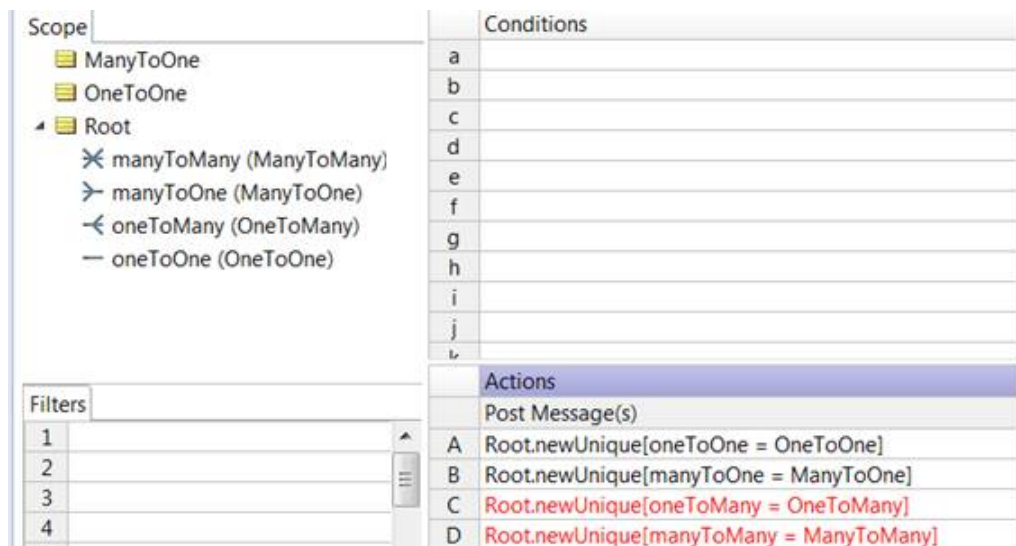 Scope
ManyToOne
OneToOne
Root
manyToMany (ManyToMany)
manyToOne (ManyToOne)
oneToMany (OneToMany)
oneToOne (OneToOne)
Filters
1
2
3
4
Conditions
a
b
c
d
e
f
g
h
i
j
k
Actions
Post Message(s)
A Root.newUnique[oneToOne = OneToOne]
B Root.newUnique[manyToOne = ManyToOne]
C Root.newUnique[oneToMany = OneToMany]
D Root.newUnique[manyToMany = ManyToMany]